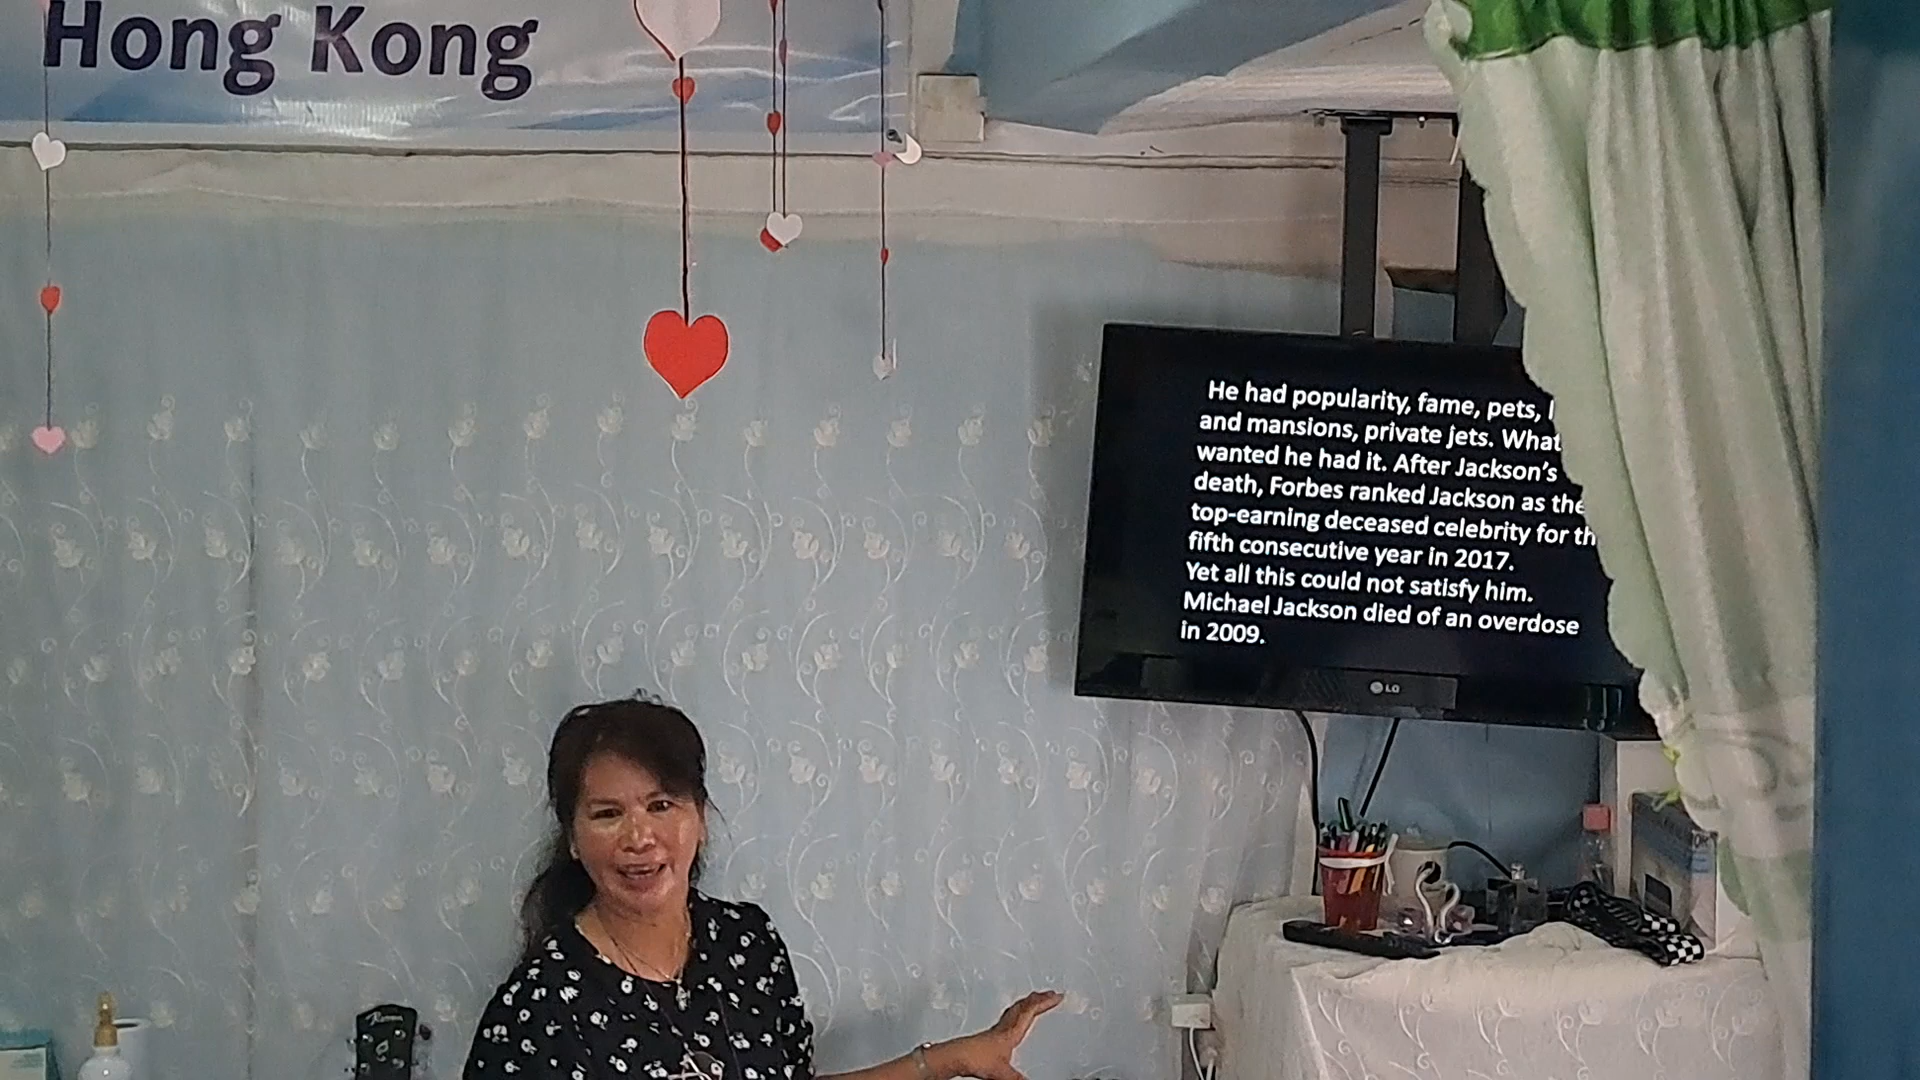 Hong Kong
He had popularity, fame, pets,
and mansions, private jets. What
wanted he had it. After Jackson's
death, Forbes ranked Jackson as the
top-earning deceased celebrity for
fifth consecutive year in 2017.
Yet all this could not satisfy him.
Michael Jackson died of an overdose
in 2009.
LG